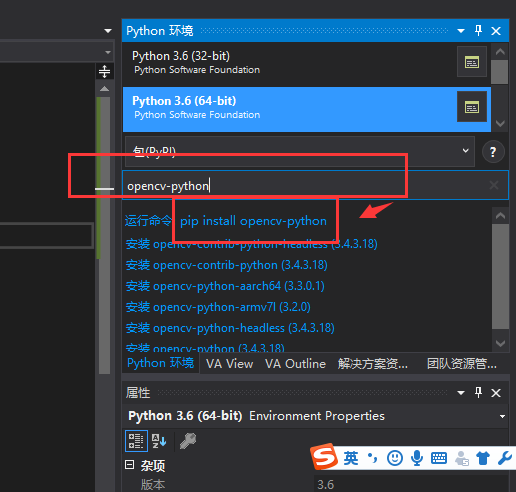 Python 环境
Python 3.6 (32-bit)
Python Software Foundation
Python 3.6 (64-bit)
Python Software Foundation
包(PyPI)
?
opencv-python
运行命令 pip install opencv-python
安装 opencv-contrib-python-headless (3.4.3.18)
安装 opencv-contrib-python (3.4.3.18)
安装 opencv-python-aarch64 (3.3.0.1)
安装 opencv-python-armv7l (3.2.0)
安装 opencv-python-headless (3.4.3.18)
安装 opencv-python (3.4.3.18)
Python 环境 VA View VA Outline 解决方案资... 团队资源管...
属性
Python 3.6 (64-bit) Environment Properties
S 英
杂项
版本 3.6